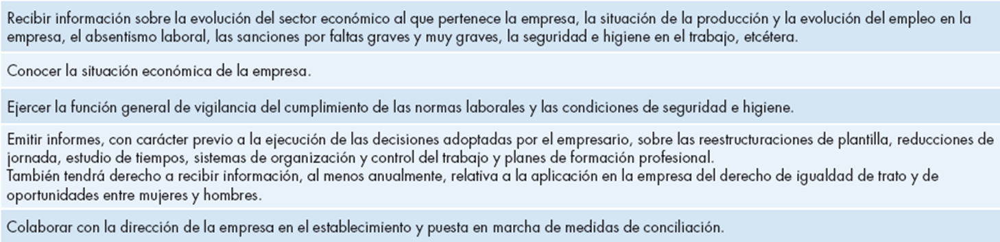 Recibir información sobre la evolución del sector económico al que pertenece la empresa, la situación de la producción y la evolución del empleo en la
empresa, el absentismo laboral, las sanciones por faltas graves y muy graves, la seguridad e higiene en el trabajo, etcétera.
Conocer la situación económica de la empresa.
Ejercer la función general de vigilancia del cumplimiento de las normas laborales y las condiciones de seguridad e higiene.
Emitir informes, con carácter previo a la ejecución de las decisiones adoptadas por el empresario, sobre las reestructuraciones de plantilla, reducciones de
jornada, estudio de tiempos, sistemas de organización y control del trabajo y planes de formación profesional.
También tendrá derecho a recibir información, al menos anualmente, relativa a la aplicación en la empresa del derecho de igualdad de trato y de
oportunidades entre mujeres y hombres.
Colaborar con la dirección de la empresa en el establecimiento y puesta en marcha de medidas de conciliación.